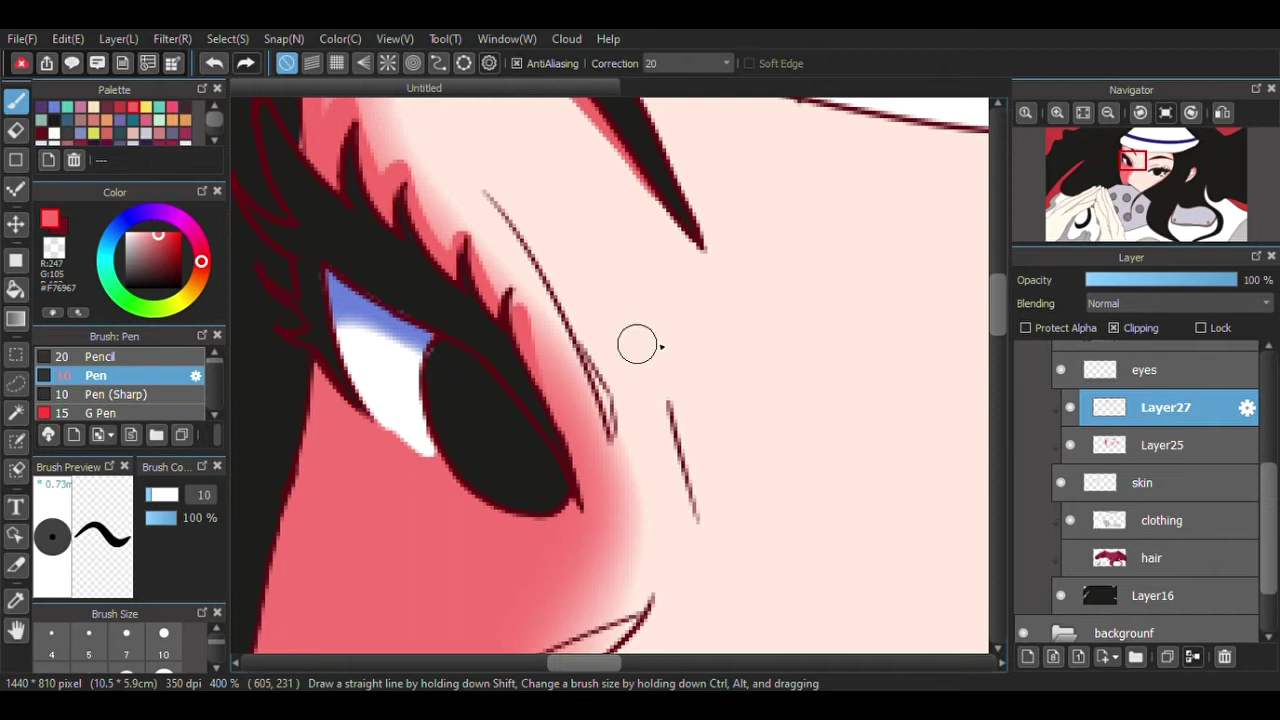 File(F) Edit(E) Layer(L) Filter(R) Select(S) Snap(N) Color(C) View(V) Tool(T) Window(W) Cloud Help
AntiAliasing Correction 20 Soft Edge
Palette
Untitled
Navigator
---
Color
R:247
G:105
#F76967
Layer
Opacity 100 %
Blending Normal
Protect Alpha Clipping Lock
Brush: Pen
20 Pencil
10 Pen
10 Pen (Sharp)
15 G Pen
eyes
Layer27
Layer25
skin
clothing
hair
Layer16
backgrounf
Brush Preview
Brush Co...
* 0.73m
10
100 %
Brush Size
4 5 7 10
1440 * 810 pixel (10.5 * 5.9cm) 350 dpi 400 % ( 605, 231 ) Draw a straight line by holding down Shift, Change a brush size by holding down Ctrl, Alt, and dragging